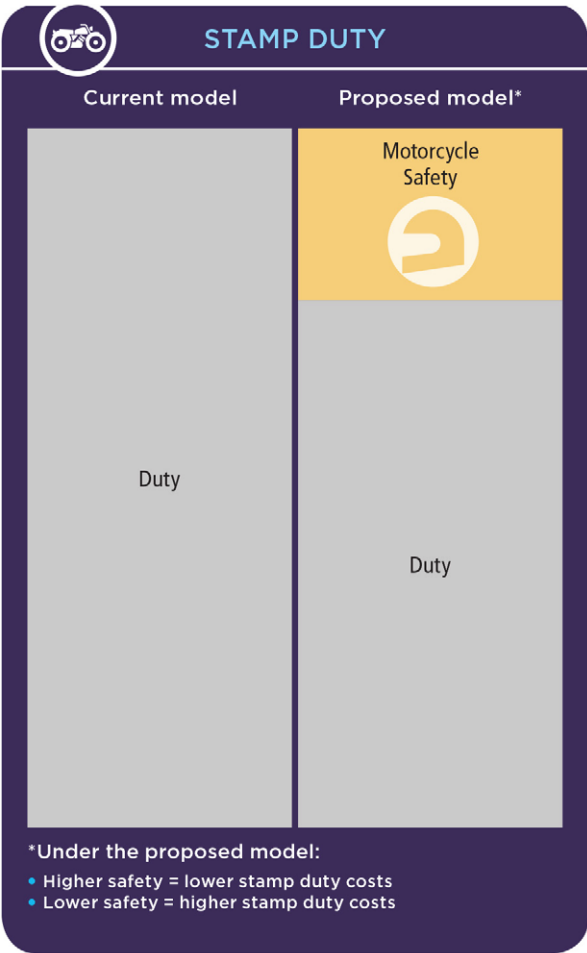 STAMP DUTY
Current model
Proposed model*
Motorcycle
Safety
Duty
Duty
*Under the proposed model:
• Higher safety = lower stamp duty costs
• Lower safety = higher stamp duty costs